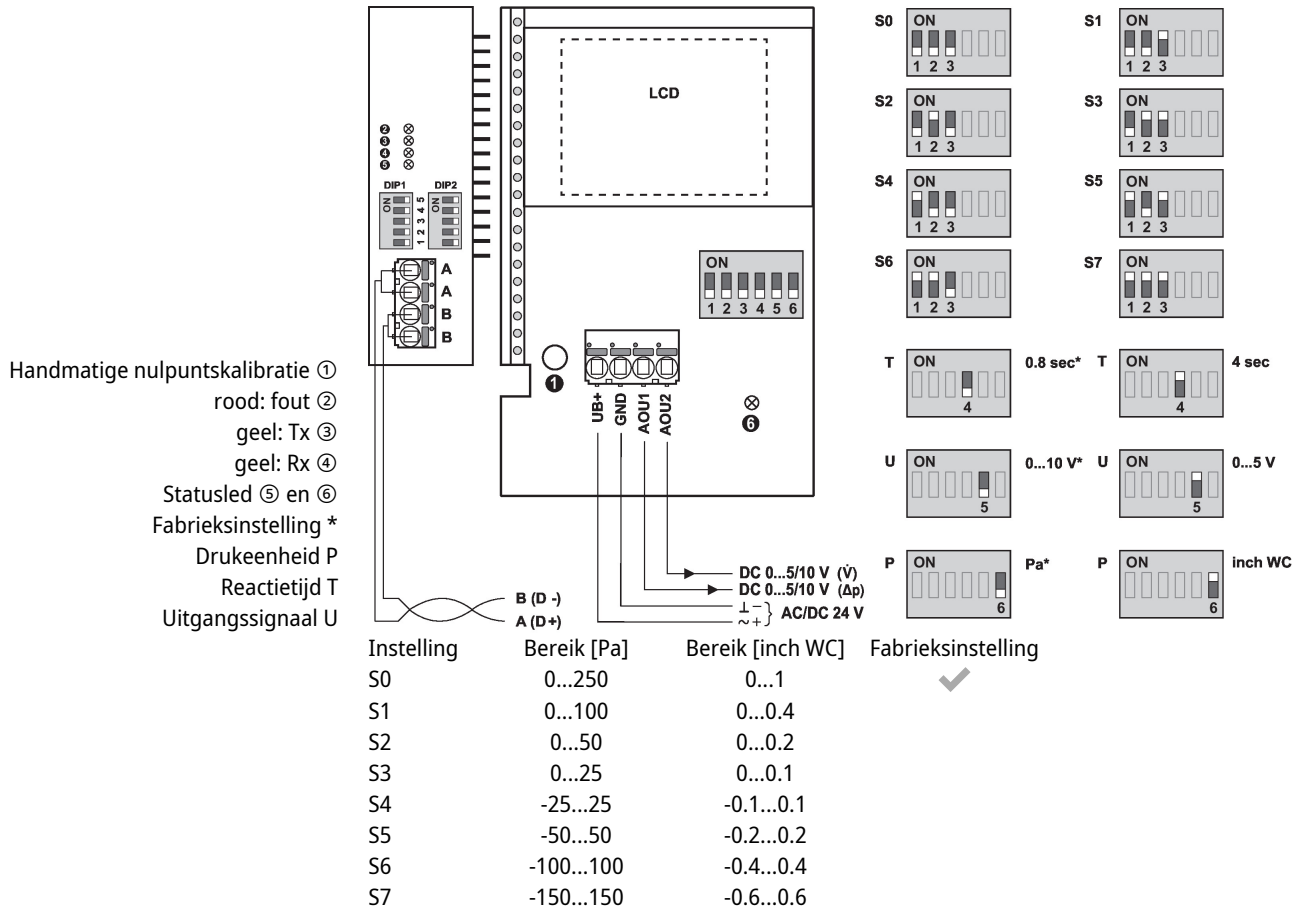 S0 ON 1 2 3
S1 ON 1 2 3
LCD
S2 ON 1 2 3
S3 ON 1 2 3
❷
❸
❹
❺
DIP1 DIP2
ON ON
1 2 3 4 5
S4 ON 1 2 3
S5 ON 1 2 3
A
A
B
B
ON
1 2 3 4 5 6
S6 ON 1 2 3
S7 ON 1 2 3
❶
UB+
GND
AOU1
AOU2
❻
T ON 4 0.8 sec*
T ON 4 4 sec
U ON 5 0...10 V*
U ON 5 0...5 V
P ON 6 Pa*
P ON 6 inch WC
Handmatige nulpuntskalibratie ①
rood: fout ②
geel: Tx ③
geel: Rx ④
Statusled ⑤ en ⑥
Fabrieksinstelling *
Drukeenheid P
Reactietijd T
Uitgangssignaal U
DC 0...5/10 V (V̇)
DC 0...5/10 V (Δp)
⊥ −
~ + } AC/DC 24 V
B (D -)
A (D+)
Instelling Bereik [Pa] Bereik [inch WC] Fabrieksinstelling
S0 0...250 0...1 ✔
S1 0...100 0...0.4
S2 0...50 0...0.2
S3 0...25 0...0.1
S4 -25...25 -0.1...0.1
S5 -50...50 -0.2...0.2
S6 -100...100 -0.4...0.4
S7 -150...150 -0.6...0.6